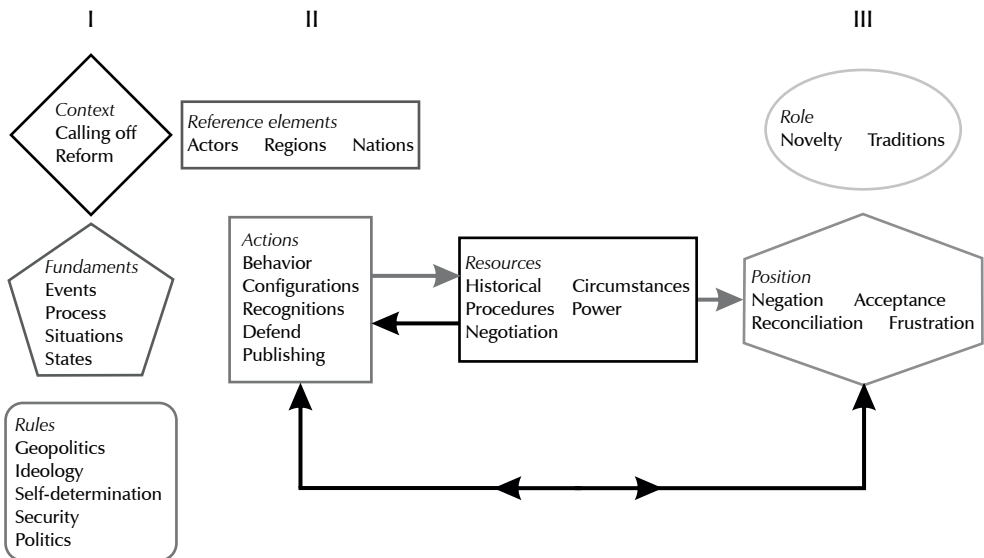 I
II
III
Context
Calling off
Reform
Reference elements
Actors Regions Nations
Role
Novelty Traditions
Fundaments
Events
Process
Situations
States
Actions
Behavior
Configurations
Recognitions
Defend
Publishing
Resources
Historical Circumstances
Procedures Power
Negotiation
Position
Negation Acceptance
Reconciliation Frustration
Rules
Geopolitics
Ideology
Self-determination
Security
Politics